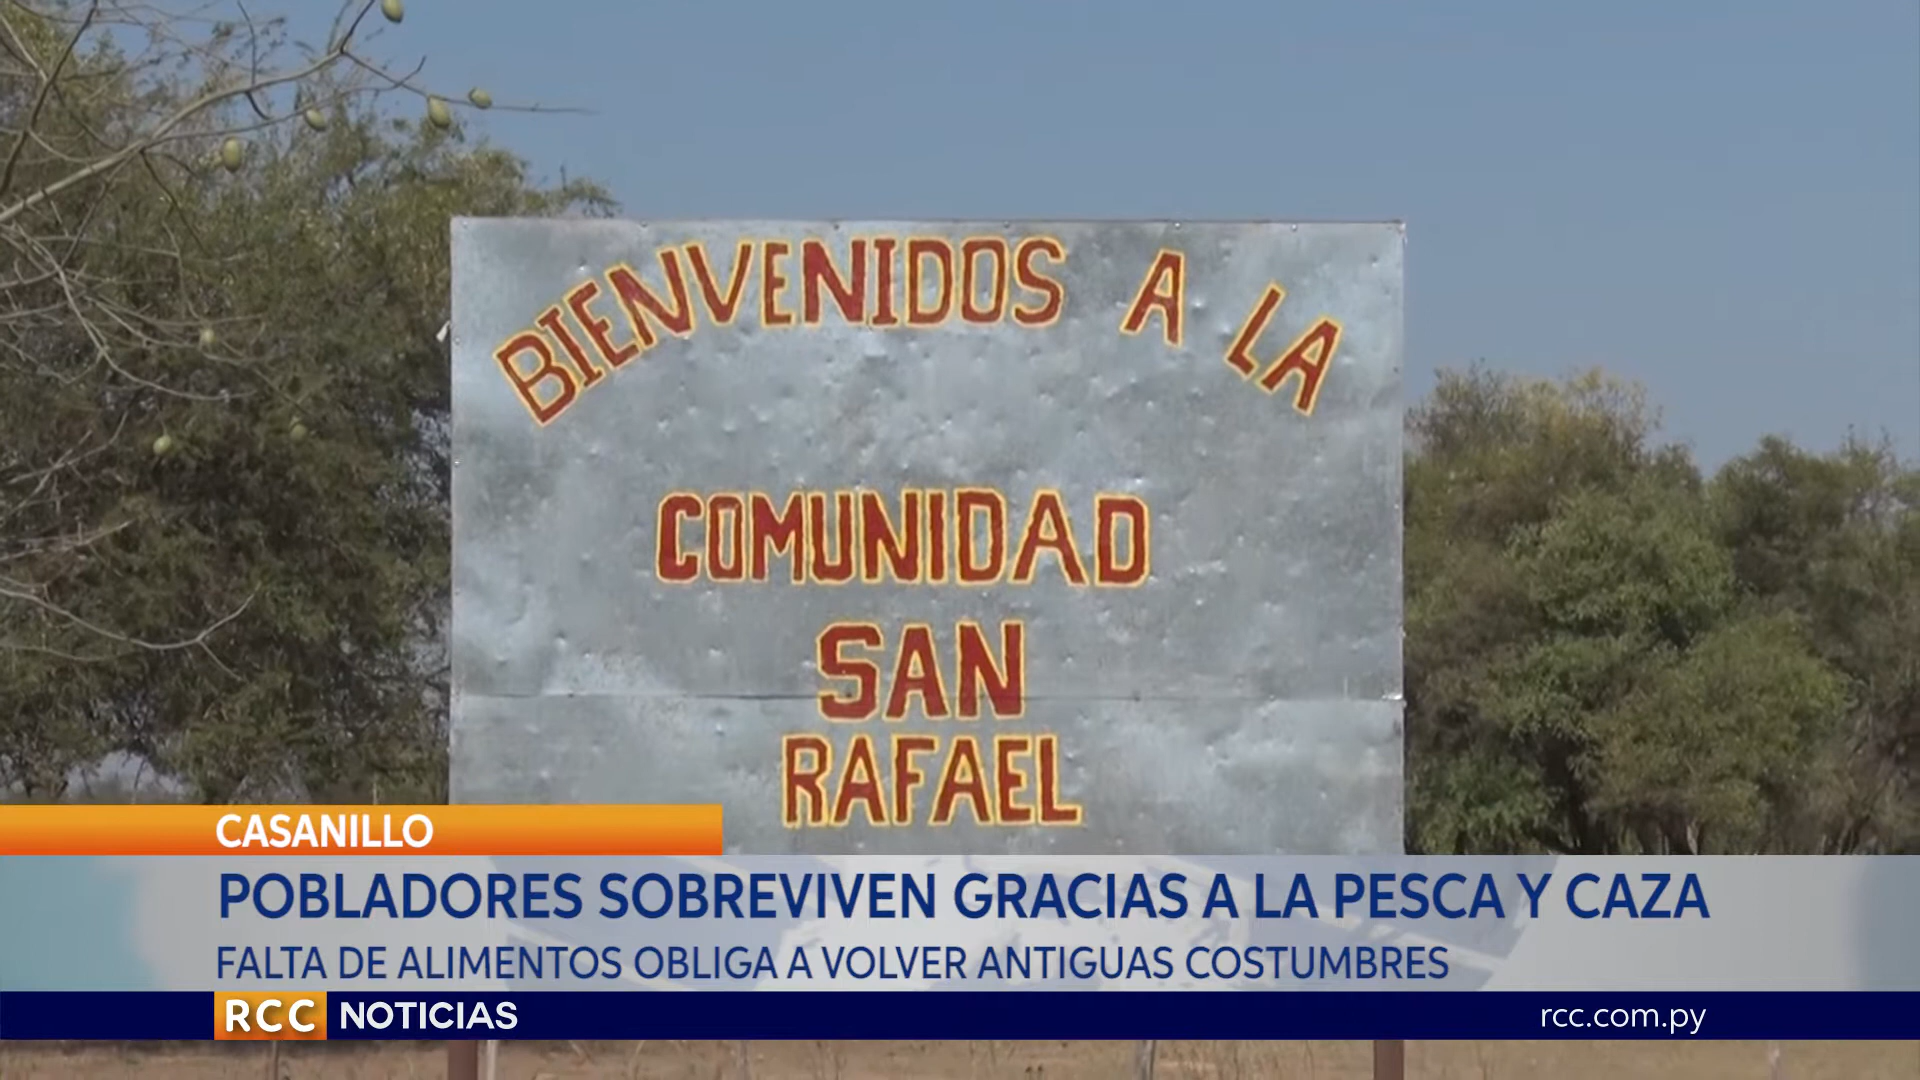 BIENVENIDOS A LA
COMUNIDAD
SAN
RAFAEL
CASANILLO
POBLADORES SOBREVIVEN GRACIAS A LA PESCA Y CAZA
FALTA DE ALIMENTOS OBLIGA A VOLVER ANTIGUAS COSTUMBRES
RCC NOTICIAS
rcc.com.py